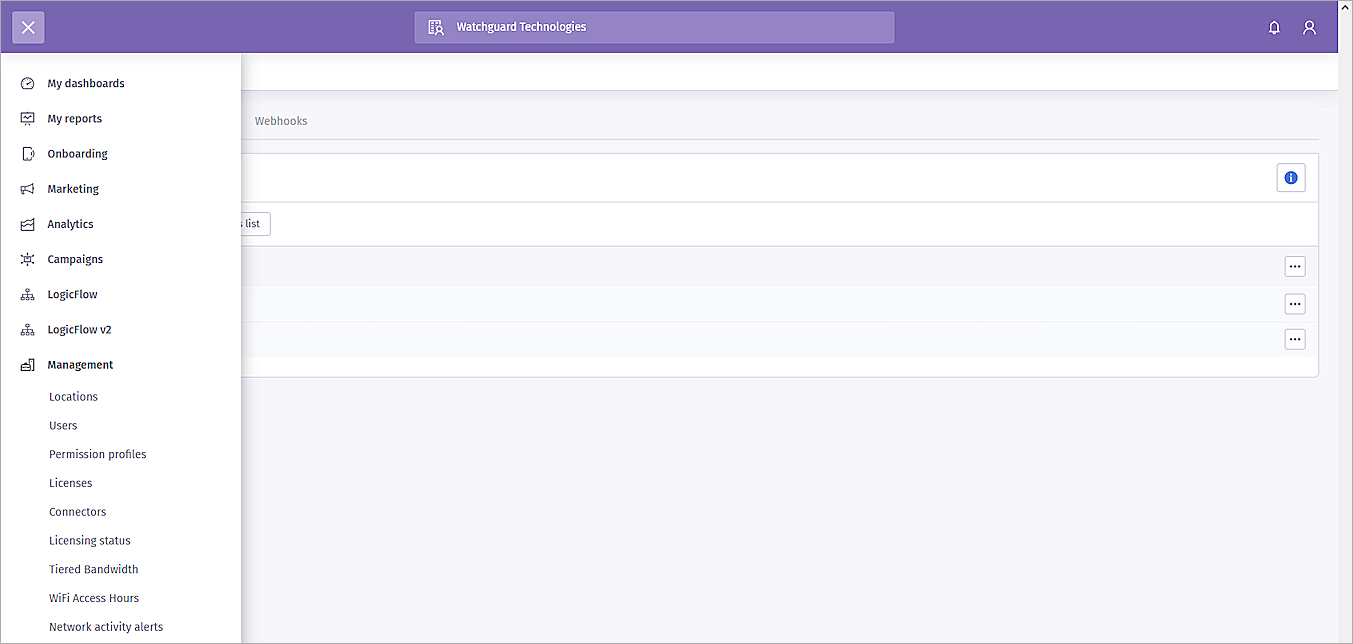 Watchguard Technologies
My dashboards
My reports
Onboarding
Marketing
Analytics
Campaigns
LogicFlow
LogicFlow v2
Management
Locations
Users
Permission profiles
Licenses
Connectors
Licensing status
Tiered Bandwidth
WiFi Access Hours
Network activity alerts
Webhooks
list